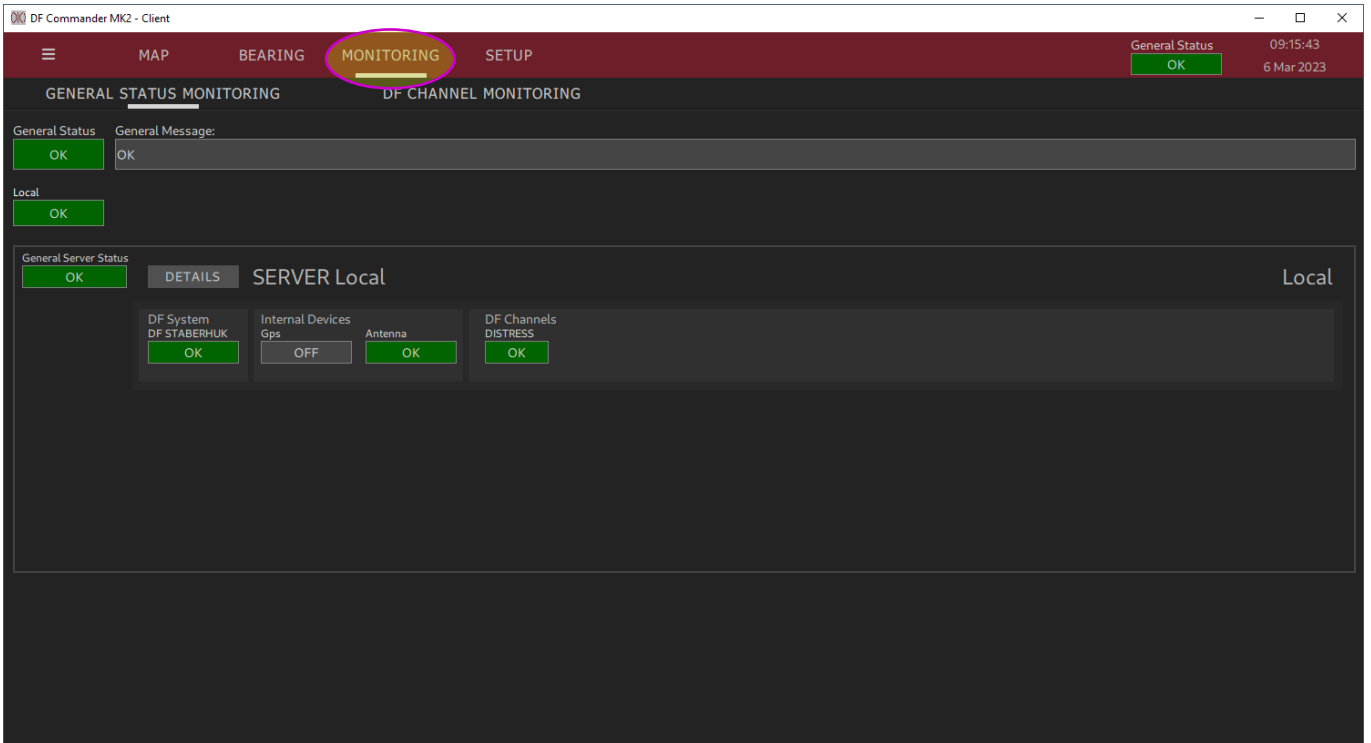 DF Commander MK2 - Client
MAP BEARING MONITORING SETUP General Status OK 09:15:43 6 Mar 2023
GENERAL STATUS MONITORING DF CHANNEL MONITORING
General Status General Message:
OK OK
Local
OK
General Server Status
OK DETAILS SERVER Local Local
DF System Internal Devices DF Channels
DF STABERHUK Gps Antenna DISTRESS
OK OFF OK OK